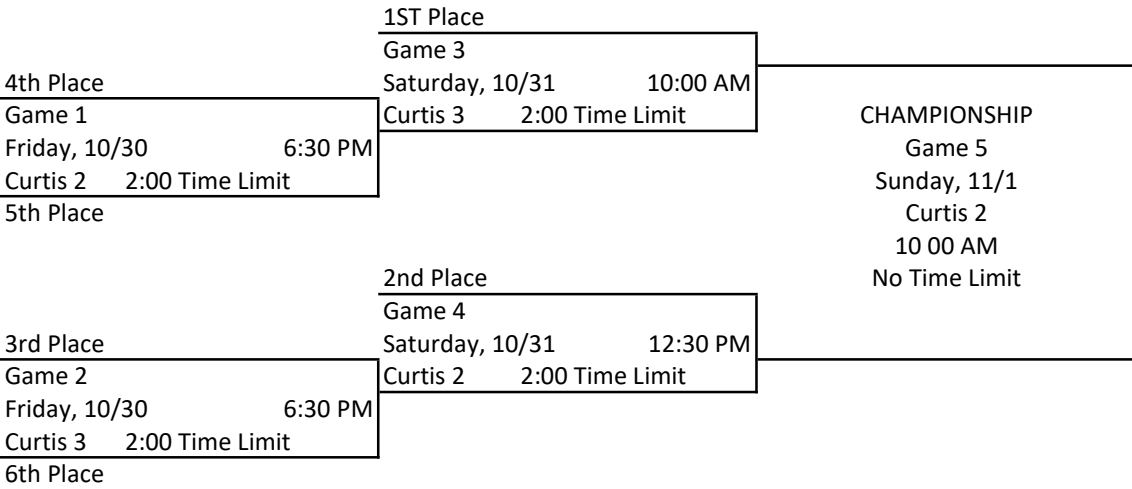 1ST Place
Game 3
Saturday, 10/31 10:00 AM
Curtis 3 2:00 Time Limit
4th Place
Game 1
Friday, 10/30 6:30 PM
Curtis 2 2:00 Time Limit
5th Place
2nd Place
Game 4
Saturday, 10/31 12:30 PM
Curtis 2 2:00 Time Limit
3rd Place
Game 2
Friday, 10/30 6:30 PM
Curtis 3 2:00 Time Limit
6th Place
CHAMPIONSHIP
Game 5
Sunday, 11/1
Curtis 2
10 00 AM
No Time Limit